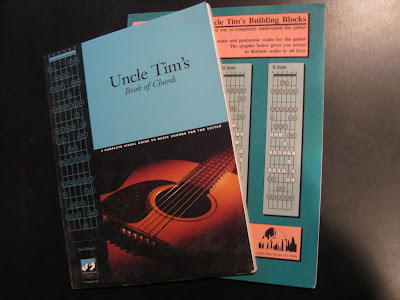 Uncle Tim's
Book of Chords
A COMPLETE VISUAL GUIDE TO BASIC CHORDS FOR THE GUITAR
cle Tim's Building Blocks
way to completely understand the guitar
and pentatonic scales for the guitar
The graphic below gives you access
to diatonic scales in all keys
E Scale